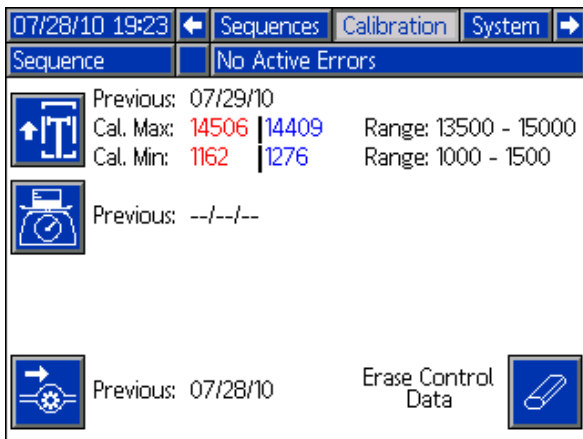 07/28/10 19:23 Sequences Calibration System
Sequence No Active Errors
Previous: 07/29/10
Cal. Max: 14506 14409 Range: 13500 - 15000
Cal. Min: 1162 1276 Range: 1000 - 1500
Previous: --/--/--
Previous: 07/28/10
Erase Control
Data